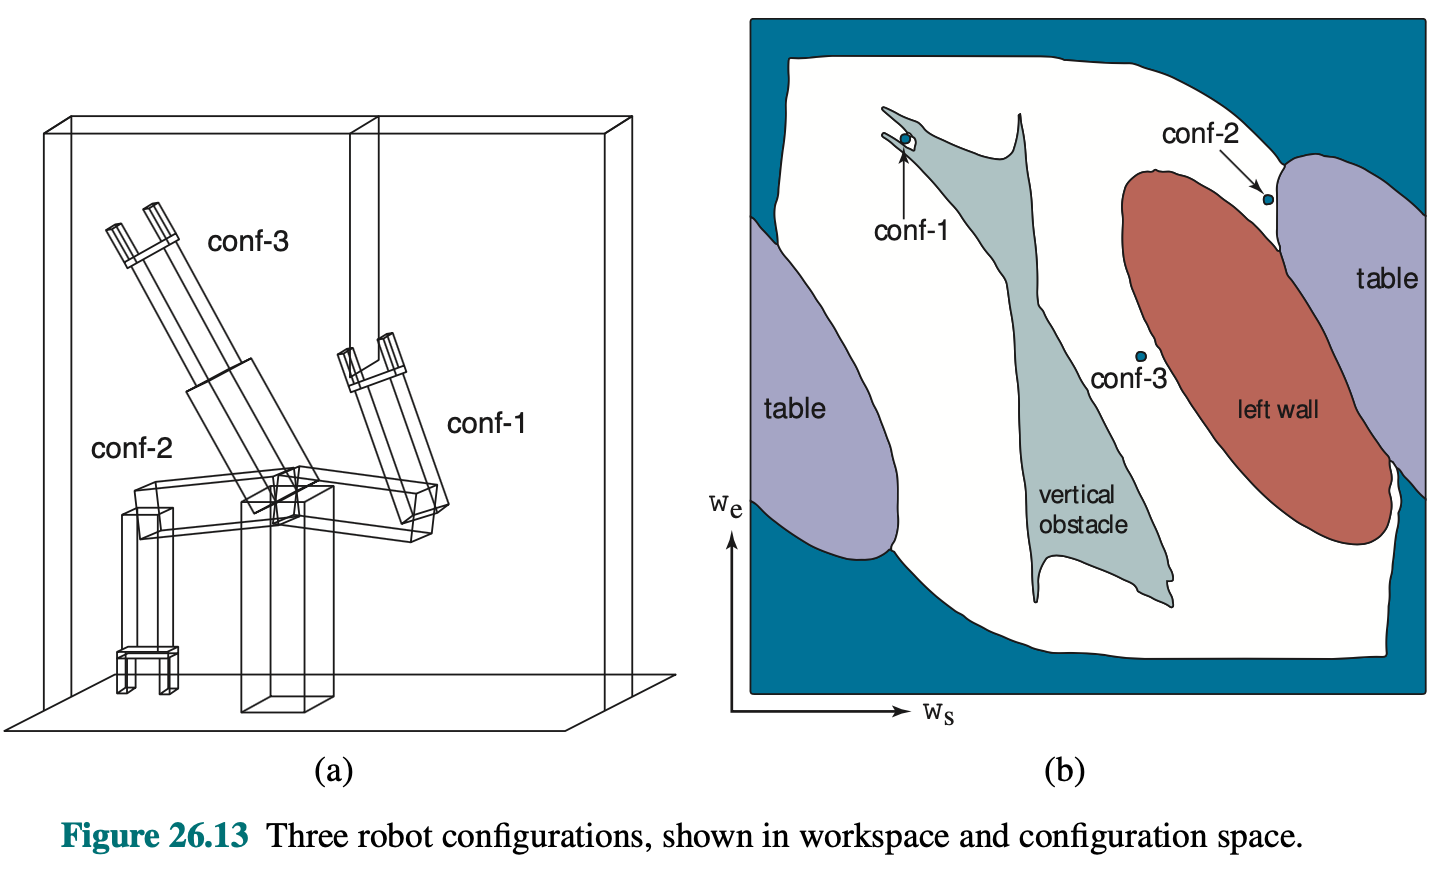 conf-3
conf-1
conf-2
(a)
conf-2
conf-1
table
conf-3
table
left wall
vertical
obstacle
we
ws
(b)
Figure 26.13 Three robot configurations, shown in workspace and configuration space.